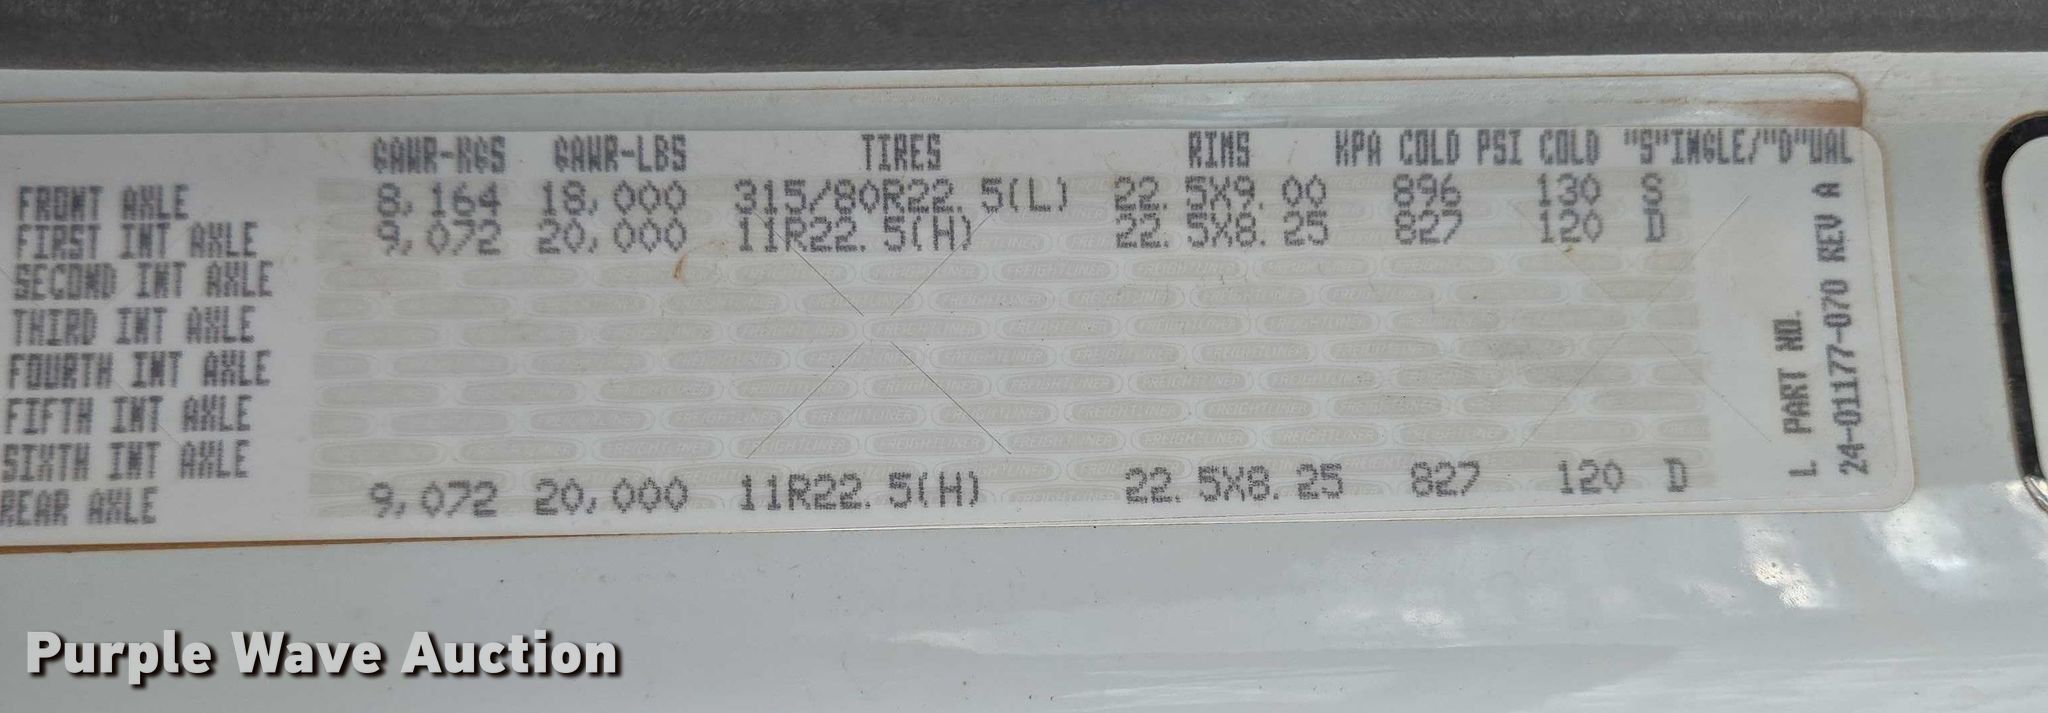 GAWR-KGS GAWR-LBS TIRES RIMS KPA COLD PSI COLD "S"INGLE/"D"UAL
FRONT AXLE 8,164 18,000 315/80R22.5(L) 22.5X9.00 896 130 S
FIRST INT AXLE 9,072 20,000 11R22.5(H) 22.5X8.25 827 120 D
SECOND INT AXLE
THIRD INT AXLE
FOURTH INT AXLE
FIFTH INT AXLE
SIXTH INT AXLE
REAR AXLE 9,072 20,000 11R22.5(H) 22.5X8.25 827 120 D
L PART NO.
24-01177-070 REV A
FREIGHTLINER
Purple Wave Auction